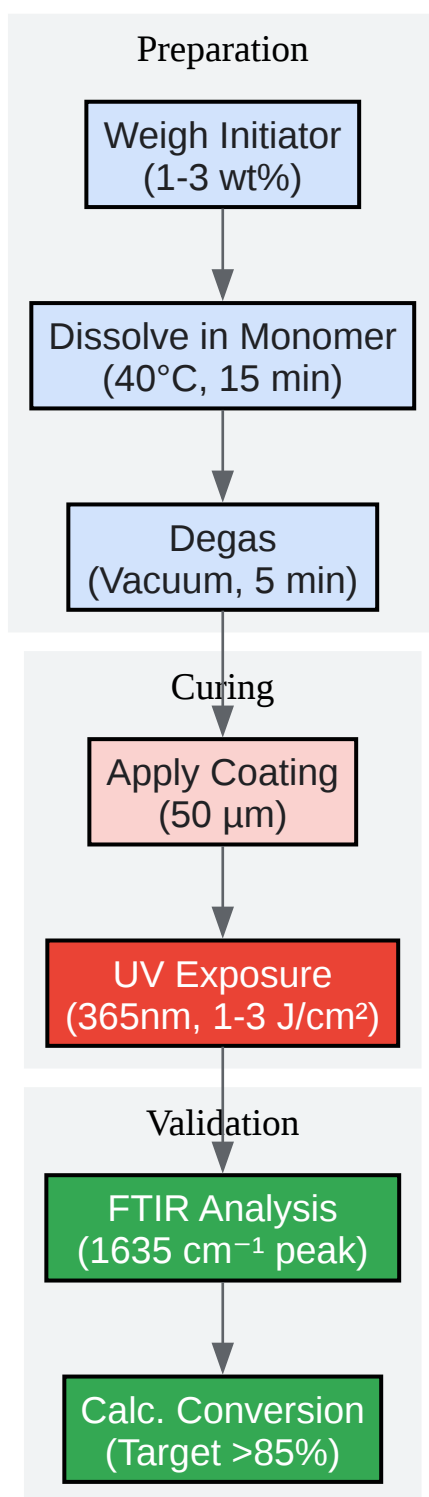 Preparation
Weigh Initiator
(1-3 wt%)
Dissolve in Monomer
(40°C, 15 min)
Degas
(Vacuum, 5 min)
Curing
Apply Coating
(50 µm)
UV Exposure
(365nm, 1-3 J/cm²)
Validation
FTIR Analysis
(1635 cm⁻¹ peak)
Calc. Conversion
(Target >85%)